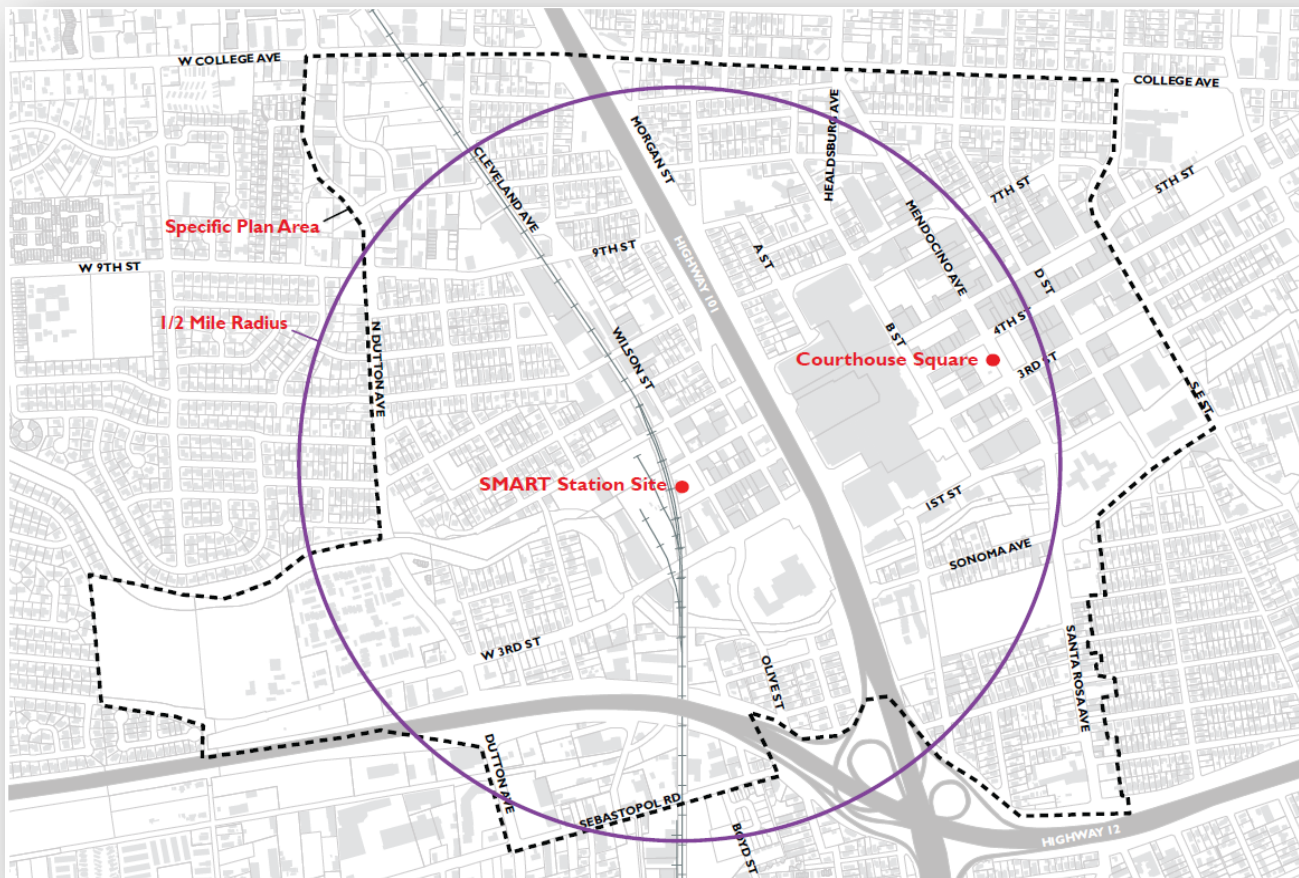 W COLLEGE AVE
COLLEGE AVE
CLEVELAND AVE
MORGAN ST
HEALDSBURG AVE
7TH ST
5TH ST
Specific Plan Area
MENDOCINO AVE
9TH ST
A ST
HIGHWAY 101
W 9TH ST
D ST
1/2 Mile Radius
N DUTTON AVE
WILSON ST
B ST
4TH ST
Courthouse Square
3RD ST
S E ST
SMART Station Site
1ST ST
SONOMA AVE
W 3RD ST
OLIVE ST
SANTA ROSA AVE
DUTTON AVE
SEBASTOPOL RD
BOYD ST
HIGHWAY 12